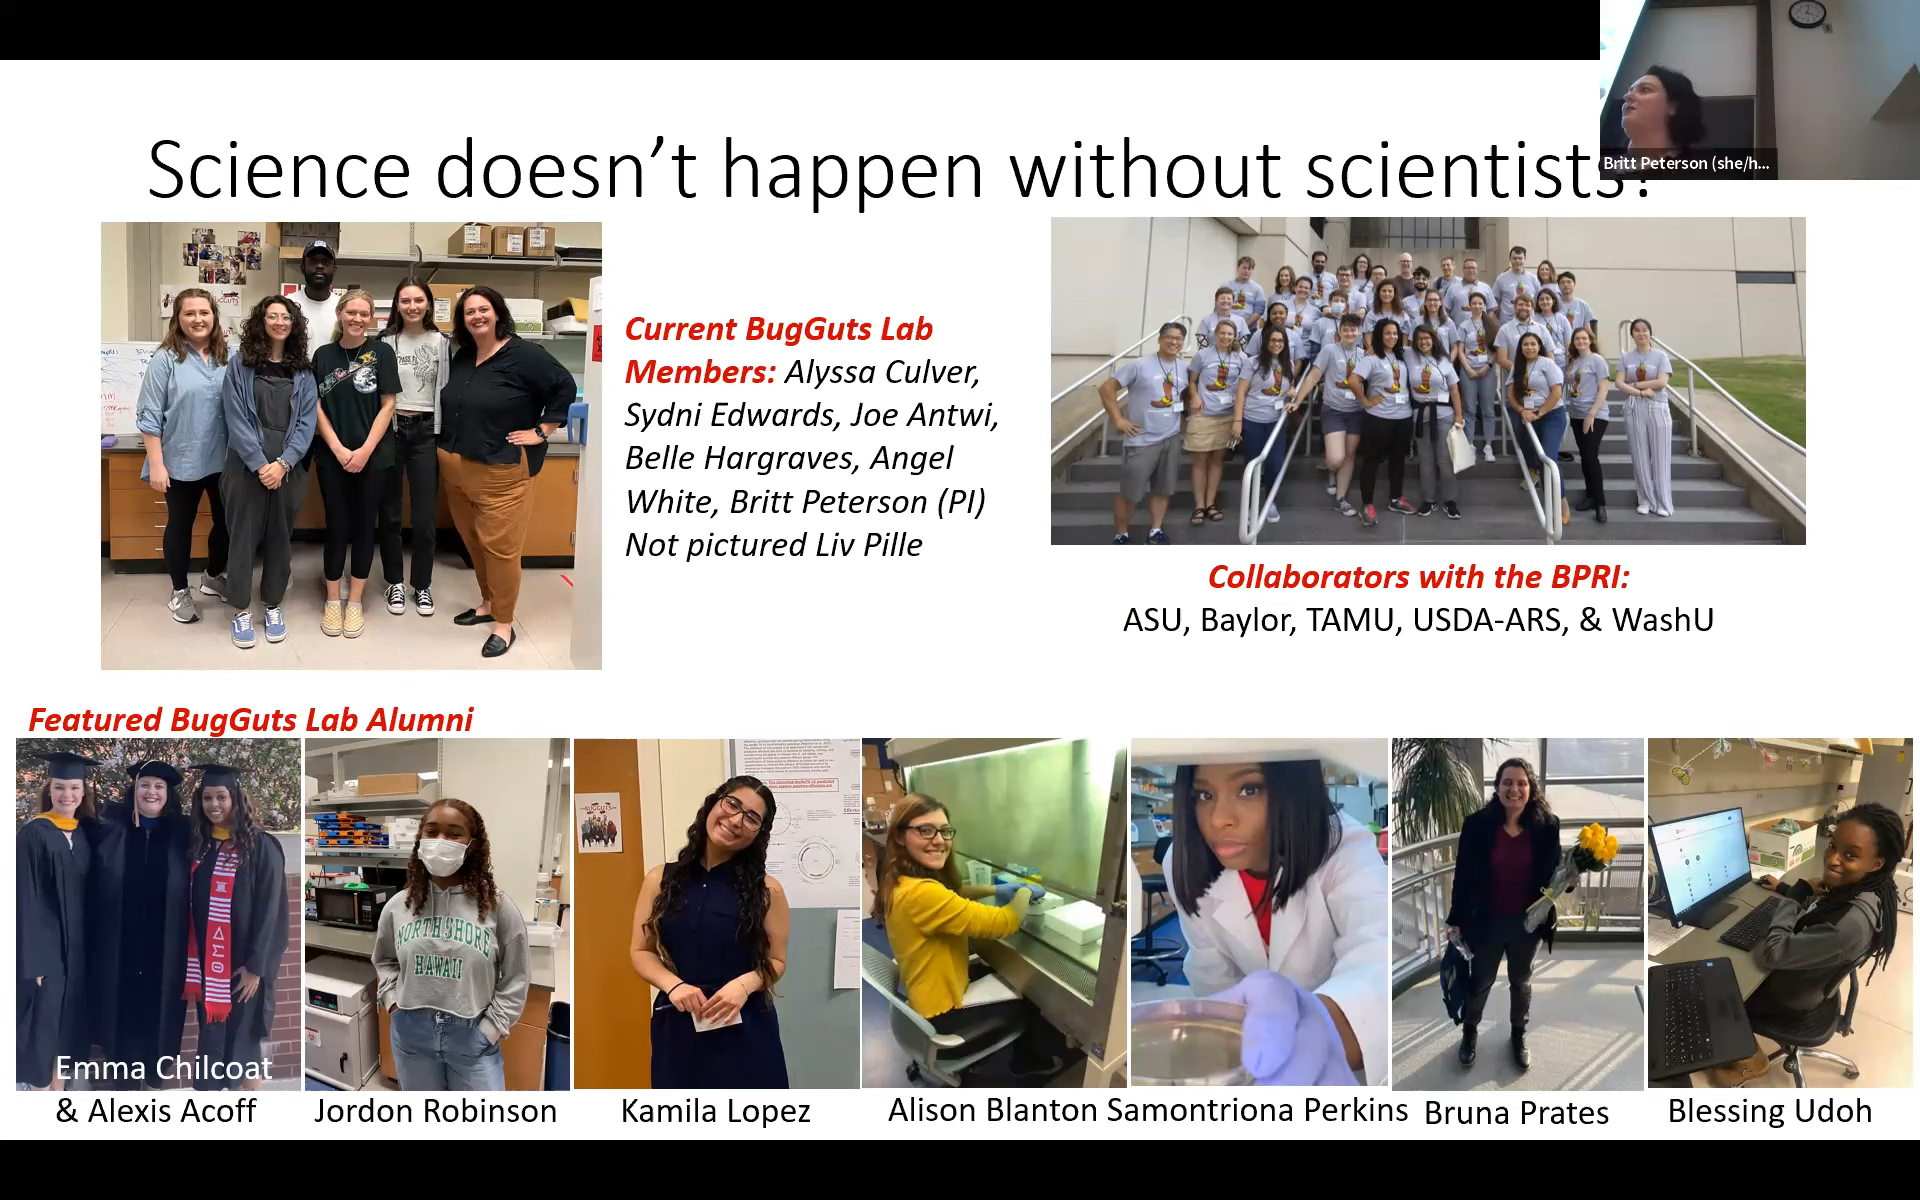 Science doesn't happen without scientists!
Britt Peterson (she/h...
BUGGUTS
Current BugGuts Lab
Members: Alyssa Culver,
Sydni Edwards, Joe Antwi,
Belle Hargraves, Angel
White, Britt Peterson (PI)
Not pictured Liv Pille
Collaborators with the BPRI:
ASU, Baylor, TAMU, USDA-ARS, & WashU
Featured BugGuts Lab Alumni
BUGGUTS
NORTH SHORE
HAWAII
ΔΣΘ
Emma Chilcoat
& Alexis Acoff
Jordon Robinson
Kamila Lopez
Alison Blanton
Samontriona Perkins
Bruna Prates
Blessing Udoh